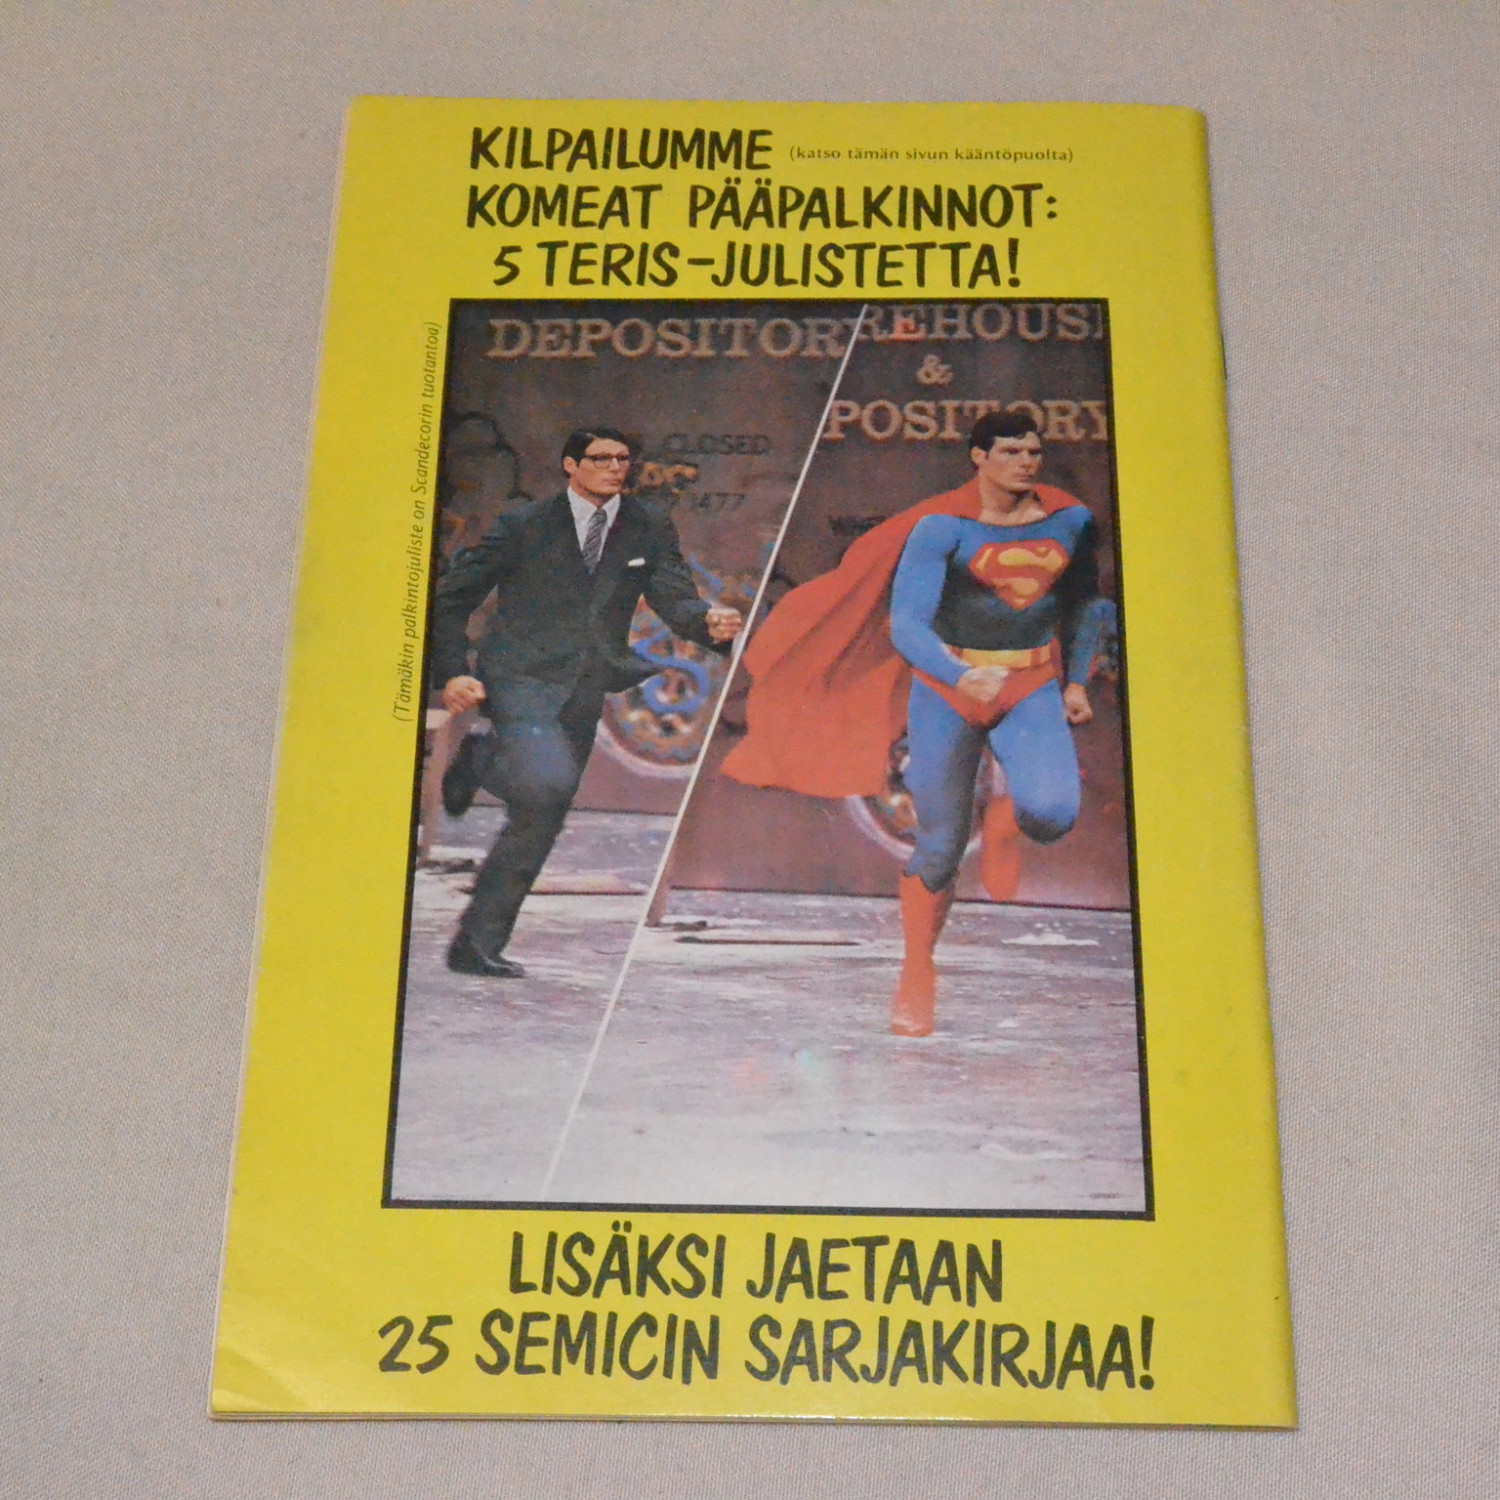 KILPAILUMME (katso tämän sivun kääntöpuolta)
KOMEAT PÄÄPALKINNOT:
5 TERIS-JULISTETTA!
(Tämäkin palkintojuliste on Scandecorin tuotantoa)
DEPOSITOR
REHOUS
&
POSITORY
CLOSED
1477
S
LISÄKSI JAETAAN
25 SEMICIN SARJAKIRJAA!